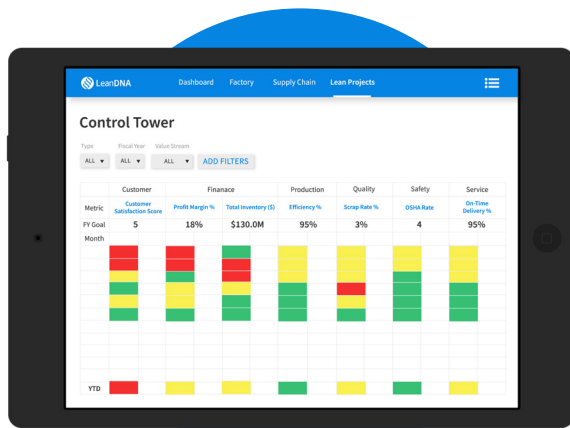 LeanDNA Dashboard Factory Supply Chain Lean Projects
Control Tower
Type Fiscal Year Value Stream
ALL ALL ALL ADD FILTERS
Customer Finanace Production Quality Safety Service
Metric Customer Satisfaction Score Profit Margin % Total Inventory ($) Efficiency % Scrap Rate % OSHA Rate On-Time Delivery %
FY Goal 5 18% $130.0M 95% 3% 4 95%
Month
YTD